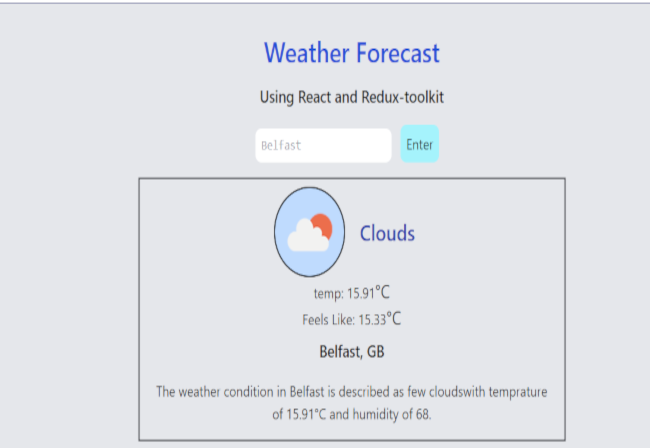 Weather Forecast
Using React and Redux-toolkit
Belfast
Enter
Clouds
temp: 15.91°C
Feels Like: 15.33°C
Belfast, GB
The weather condition in Belfast is described as few cloudswith temprature
of 15.91°C and humidity of 68.